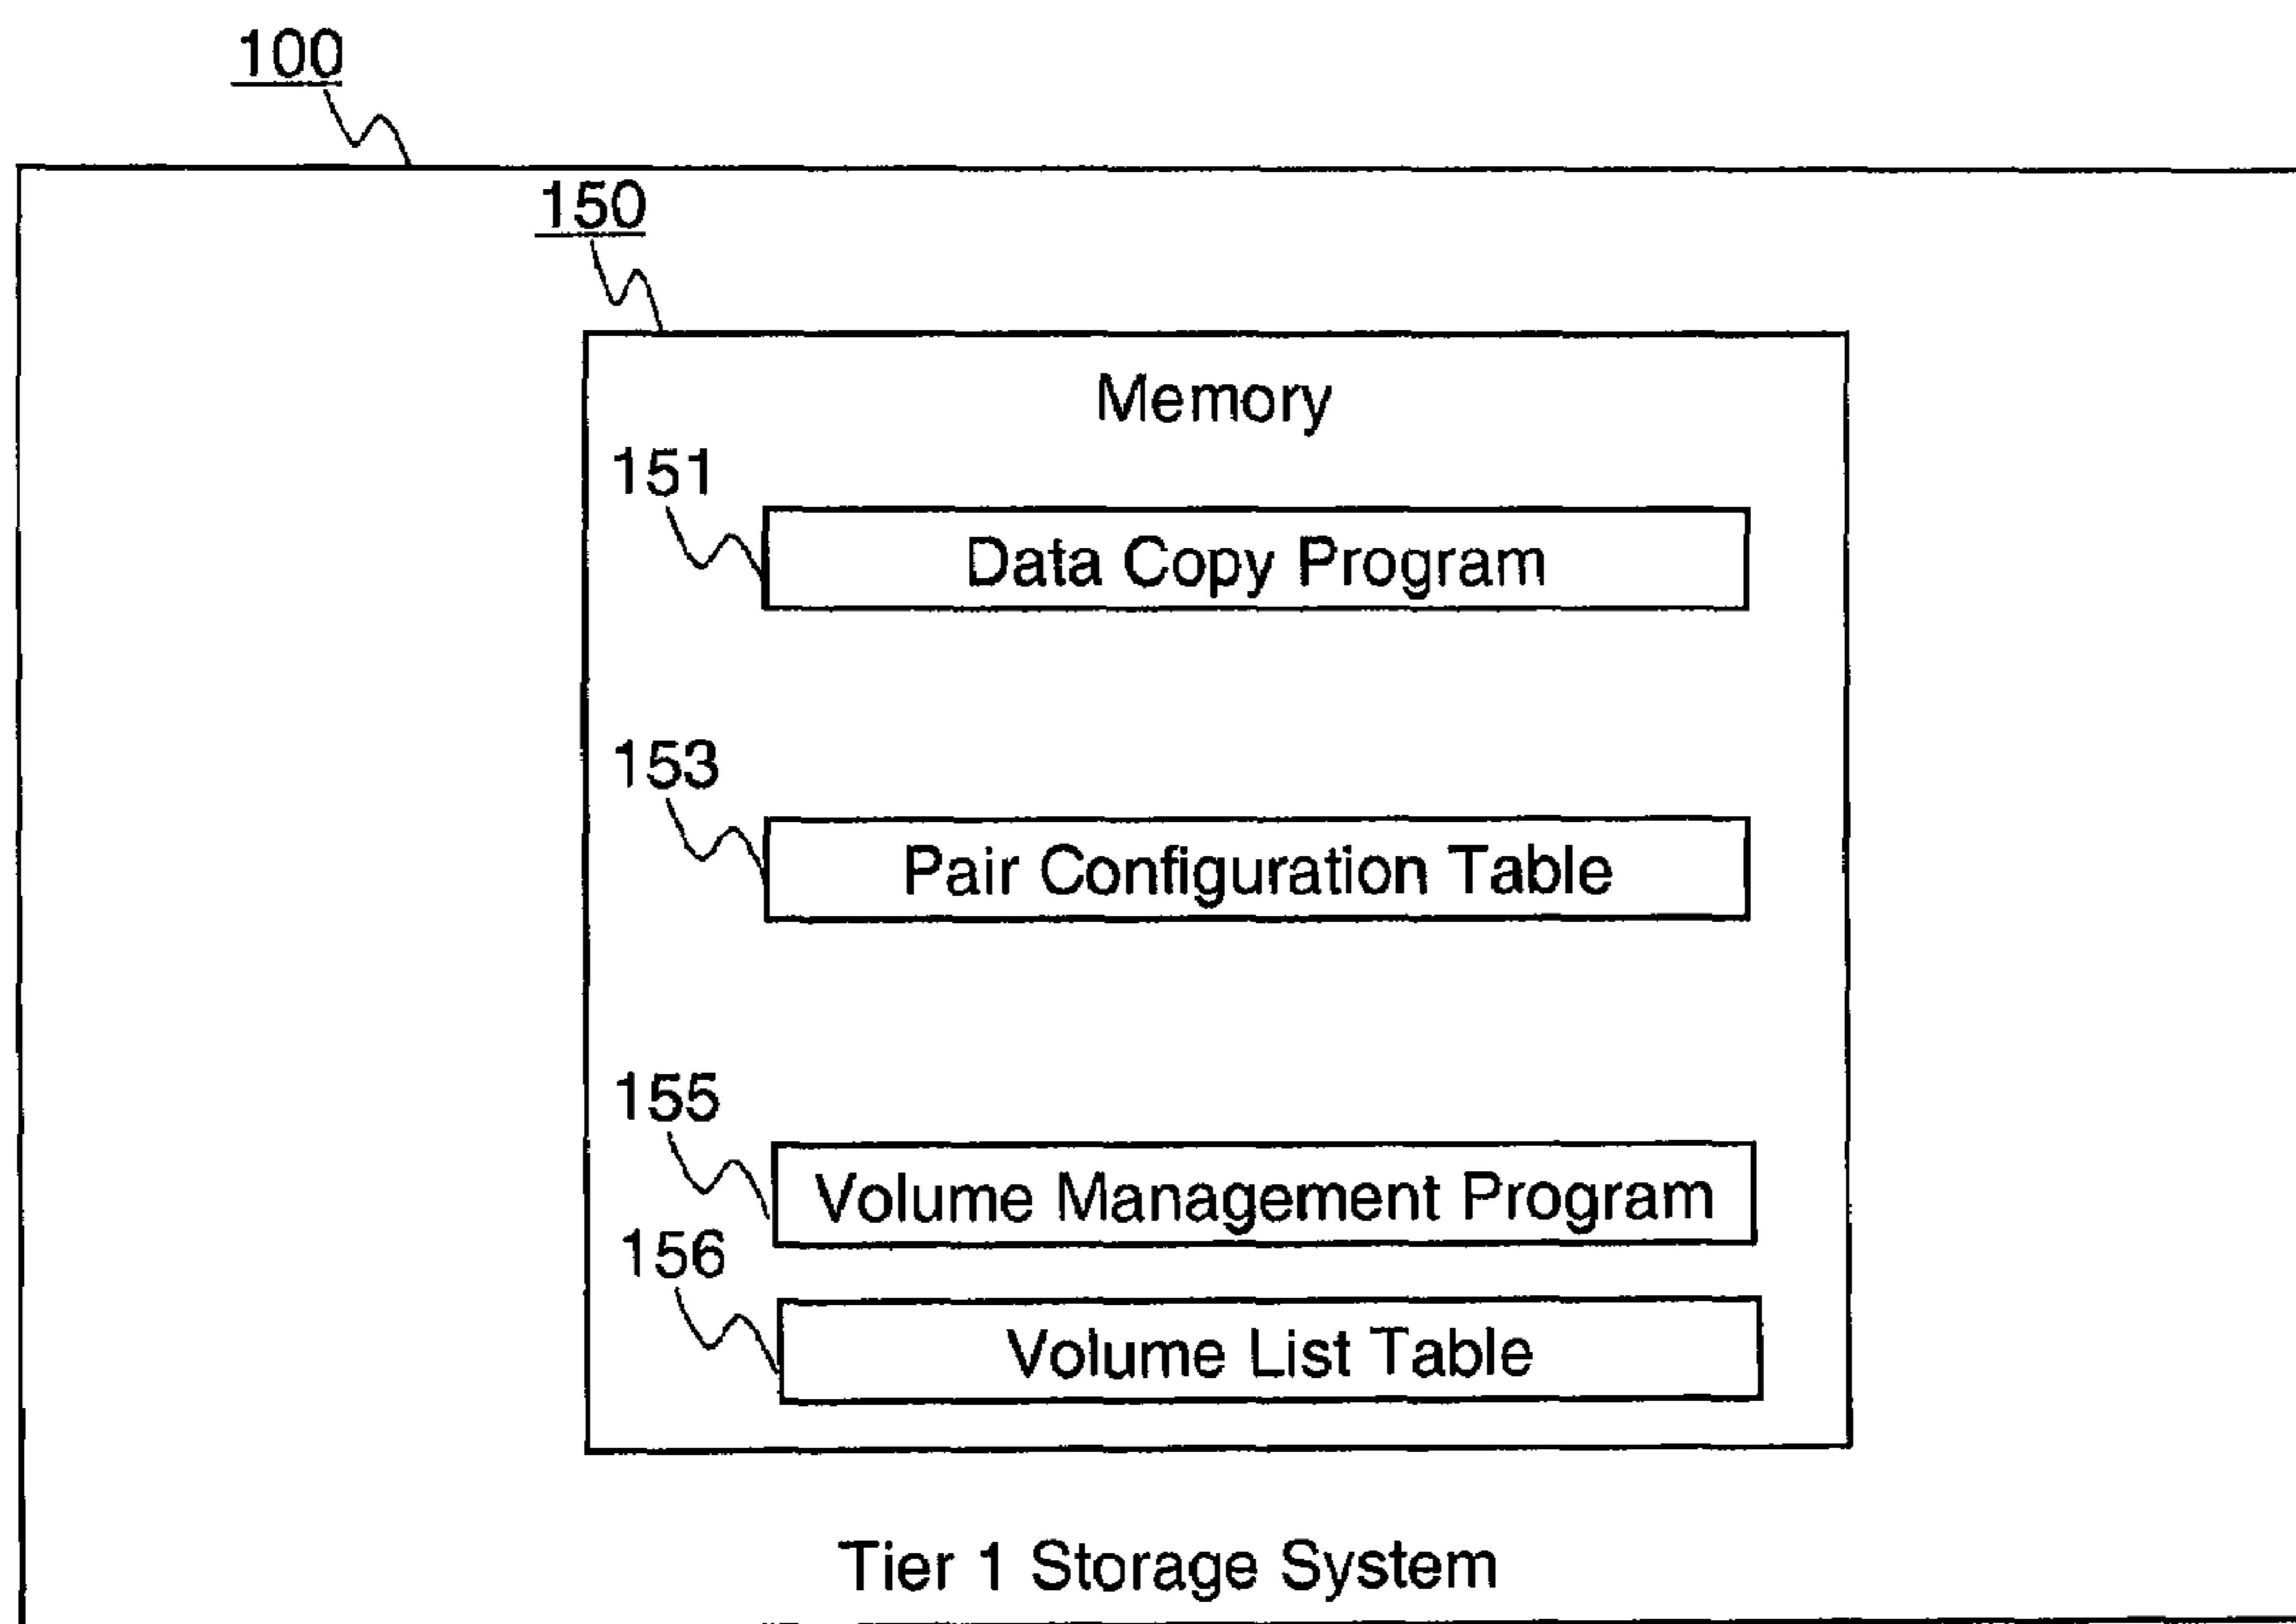 100
150
Memory
151
Data Copy Program
153
Pair Configuration Table
155
Volume Management Program
156
Volume List Table
Tier 1 Storage System